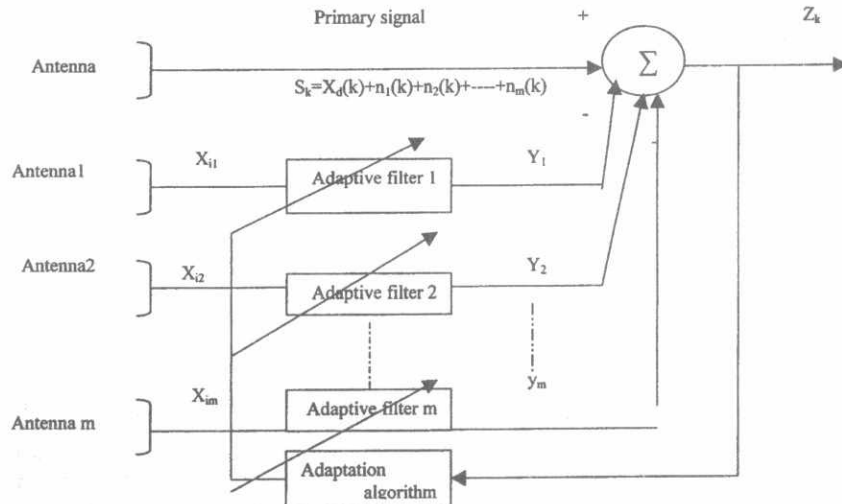 Primary signal
+
Z_k
Antenna
Σ
S_k=X_d(k)+n_1(k)+n_2(k)+----+n_m(k)
-
Antenna1
X_i1
Adaptive filter 1
Y_1
-
Antenna2
X_i2
Adaptive filter 2
Y_2
X_im
y_m
Antenna m
Adaptive filter m
Adaptation
algorithm